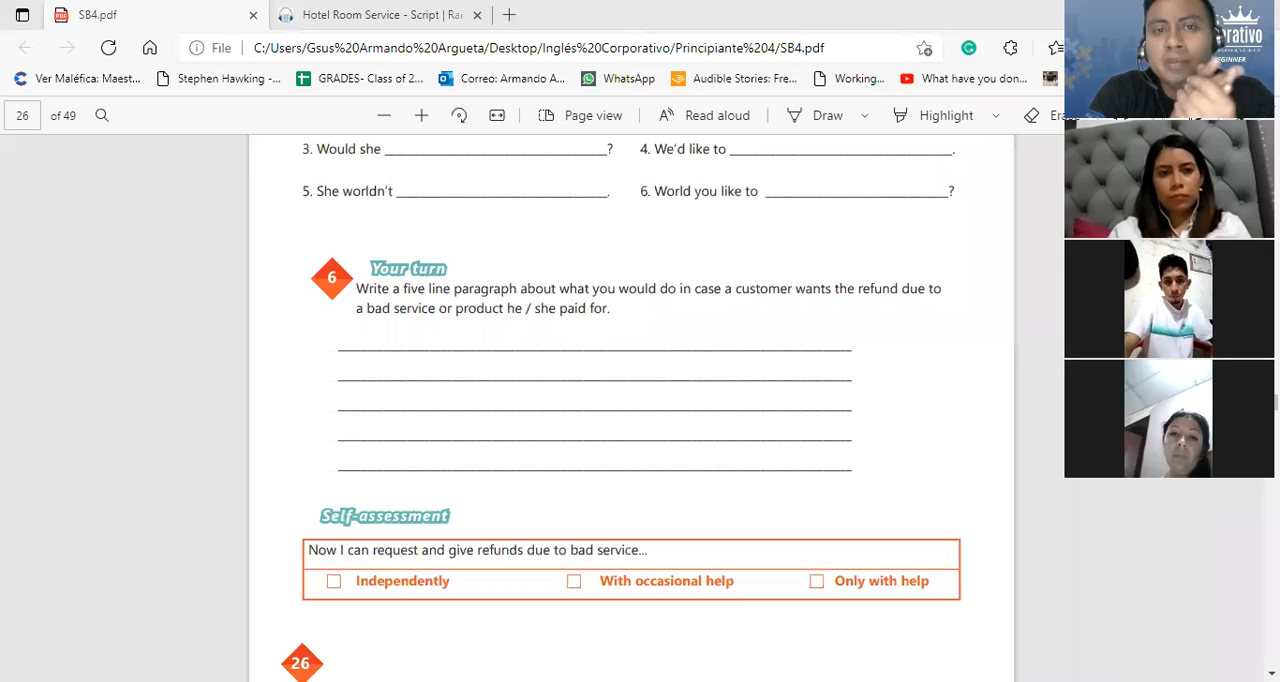 SB4.pdf
Hotel Room Service - Script | Ra
File C:/Users/Gsus%20Armando%20Argueta/Desktop/Inglés%20Corporativo/Principiante%204/SB4.pdf
Ver Maléfica: Maest... Stephen Hawking -... GRADES- Class of 2... Correo: Armando A... WhatsApp Audible Stories: Fre... Working... What have you don...
26 of 49 Page view Read aloud Draw Highlight
3. Would she ____________________? 4. We'd like to ____________________.
5. She worldn't ____________________. 6. World you like to ____________________?
6 Your turn
Write a five line paragraph about what you would do in case a customer wants the refund due to
a bad service or product he / she paid for.
Self-assessment
Now I can request and give refunds due to bad service...
Independently With occasional help Only with help
26